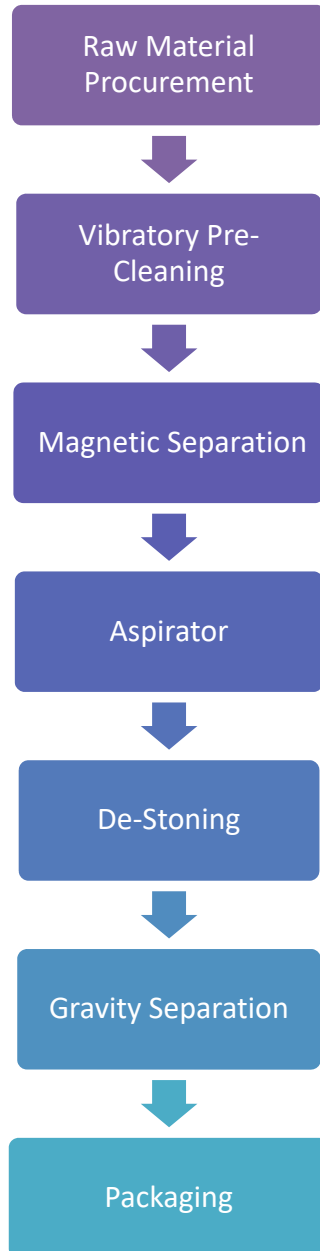 Raw Material
Procurement
Vibratory Pre-
Cleaning
Magnetic Separation
Aspirator
De-Stoning
Gravity Separation
Packaging